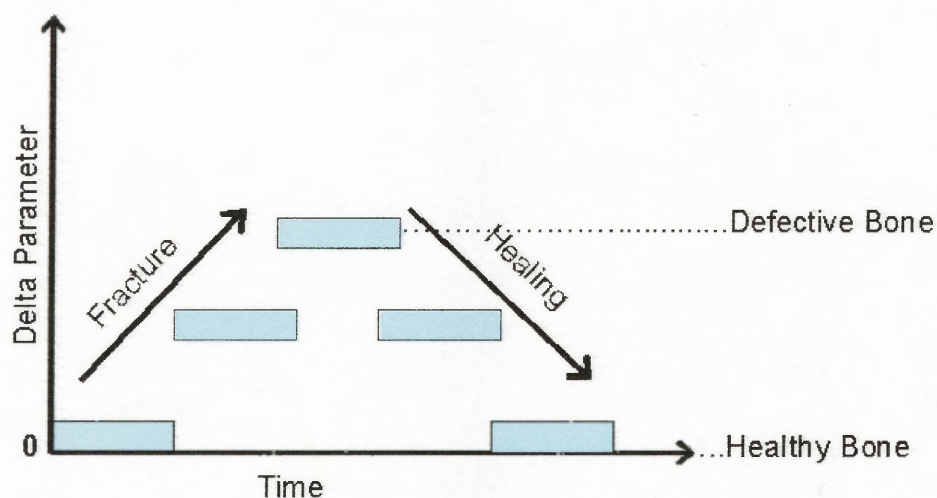 Delta Parameter
Fracture
Healing
Defective Bone
0
Healthy Bone
Time